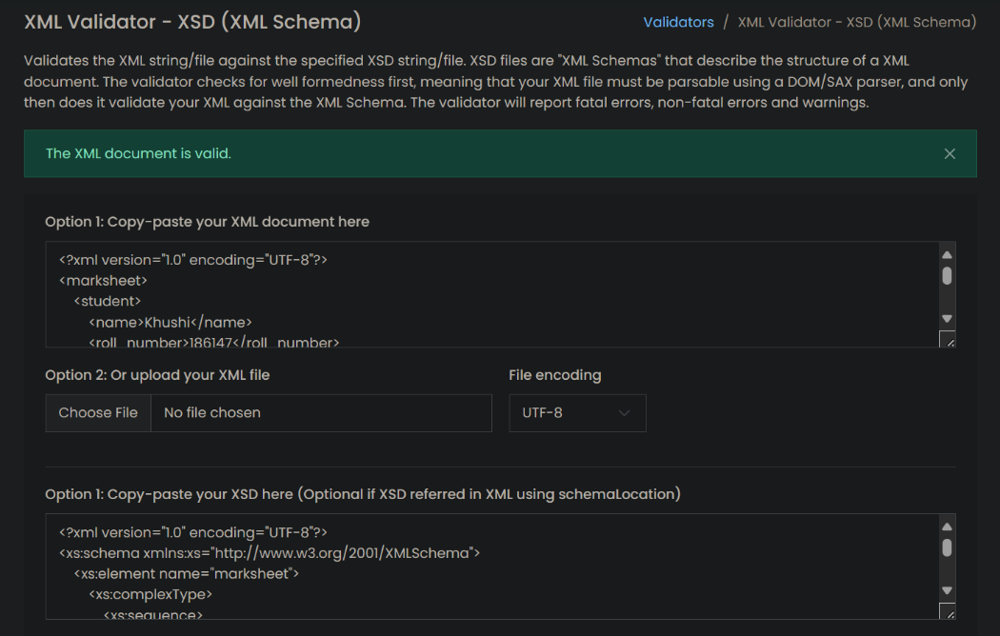 XML Validator - XSD (XML Schema)
Validators / XML Validator - XSD (XML Schema)
Validates the XML string/file against the specified XSD string/file. XSD files are "XML Schemas" that describe the structure of a XML
document. The validator checks for well formedness first, meaning that your XML file must be parsable using a DOM/SAX parser, and only
then does it validate your XML against the XML Schema. The validator will report fatal errors, non-fatal errors and warnings.
The XML document is valid.
Option 1: Copy-paste your XML document here
<?xml version="1.0" encoding="UTF-8"?>
<marksheet>
<student>
<name>Khushi</name>
<roll_number>186147</roll_number>
Option 2: Or upload your XML file
File encoding
Choose File
No file chosen
UTF-8
Option 1: Copy-paste your XSD here (Optional if XSD referred in XML using schemaLocation)
<?xml version="1.0" encoding="UTF-8"?>
<xs:schema xmlns:xs="http://www.w3.org/2001/XMLSchema">
<xs:element name="marksheet">
<xs:complexType>
<xs:sequence>